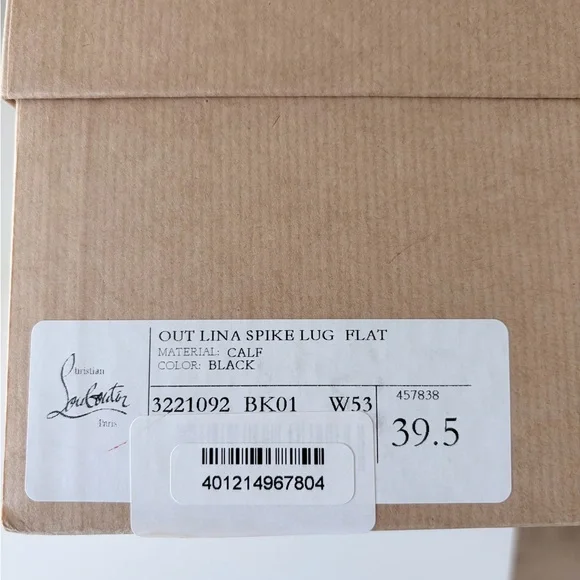 OUT LINA SPIKE LUG FLAT
MATERIAL: CALF
COLOR: BLACK
Christian
Louboutin
Paris
3221092 BK01 W53
457838
39.5
401214967804